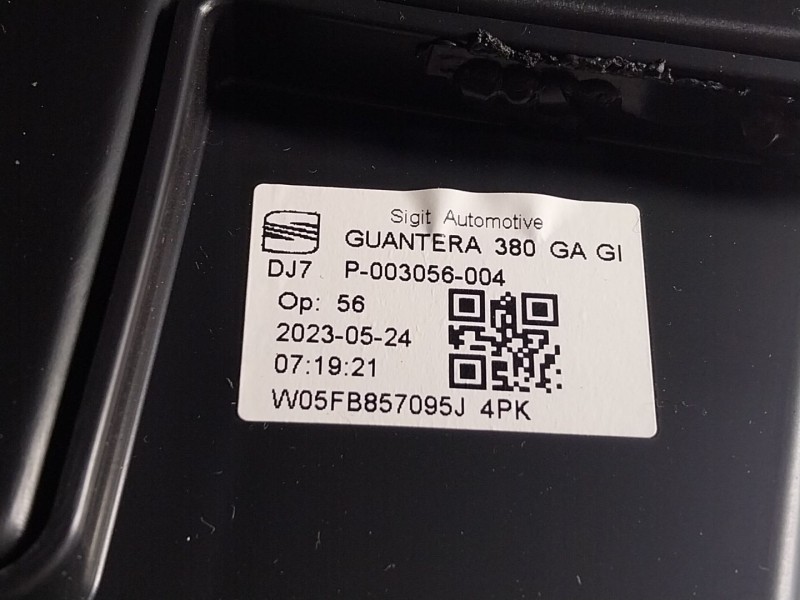 Sigit Automotive
GUANTERA 380 GA GI
DJ7 P-003056-004
Op: 56
2023-05-24
07:19:21
W05FB857095J 4PK